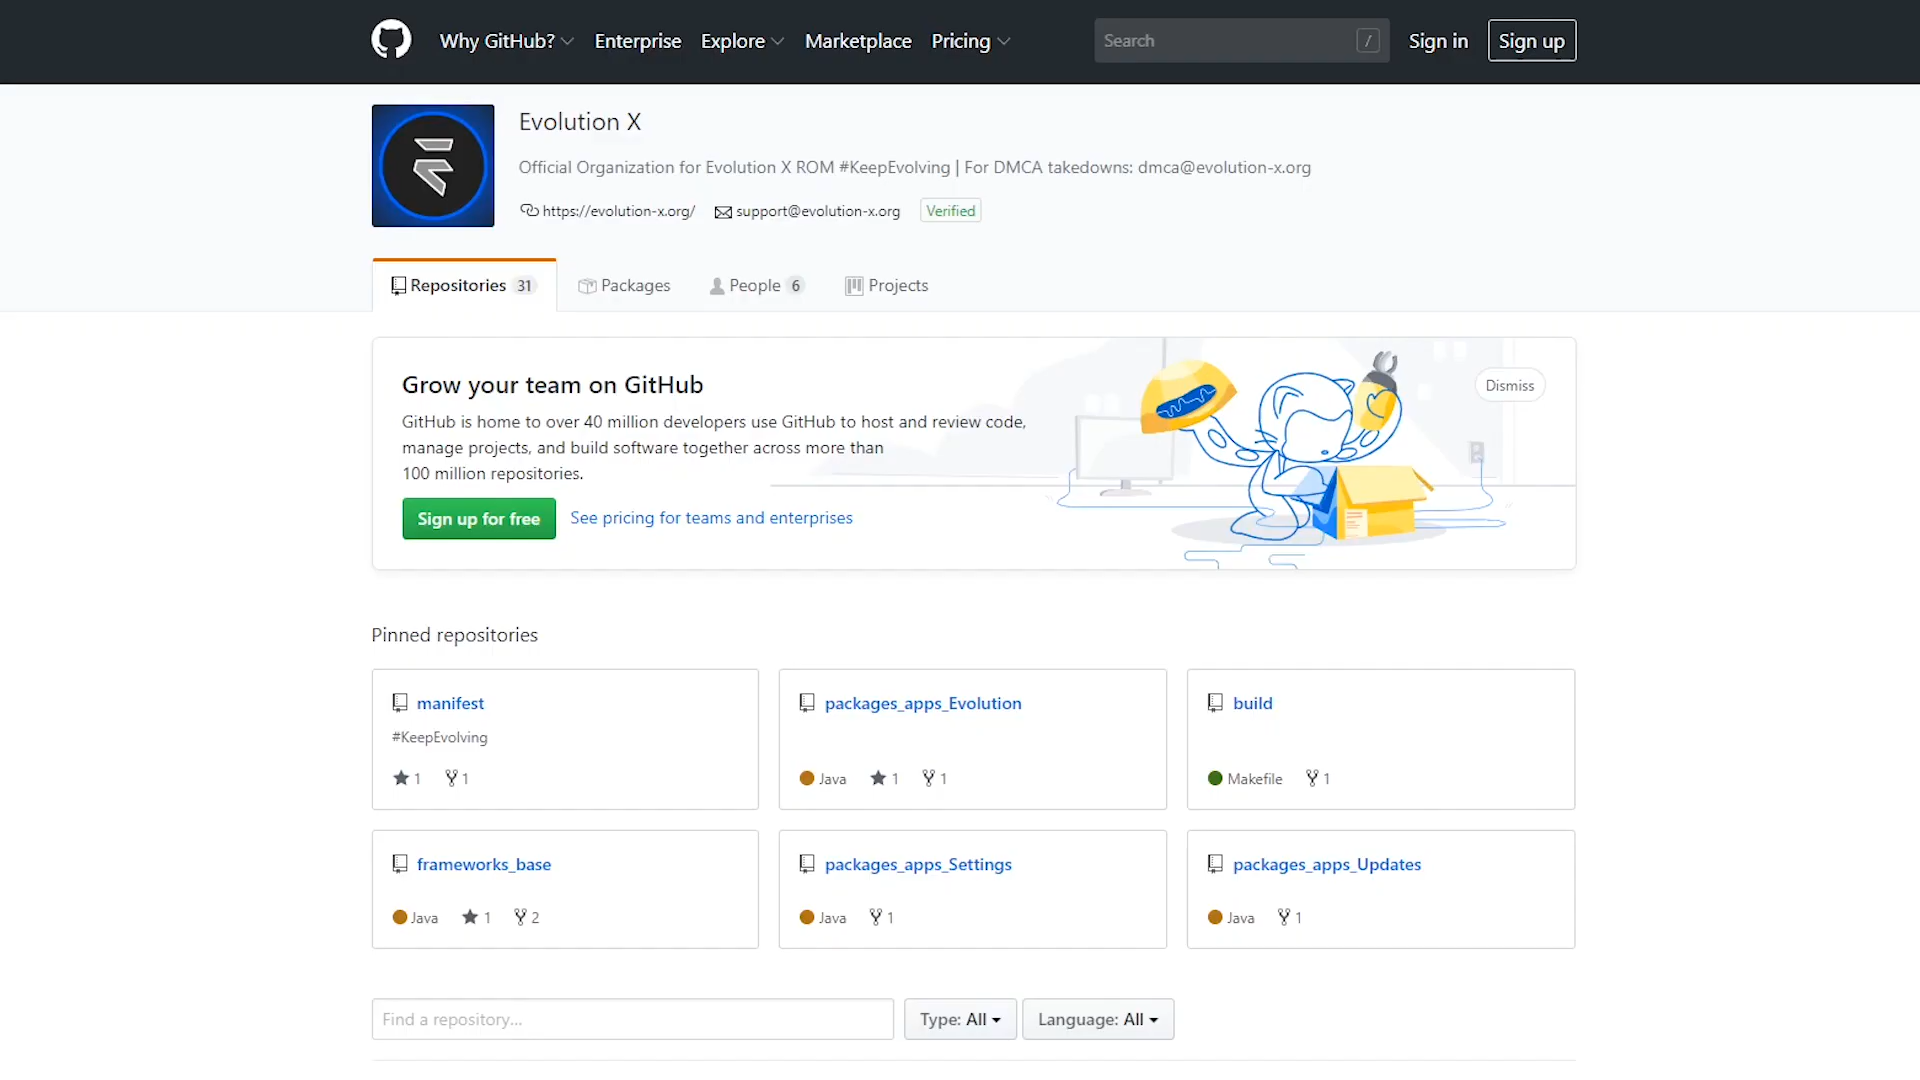 Why GitHub? Enterprise Explore Marketplace Pricing Search / Sign in Sign up
Evolution X
Official Organization for Evolution X ROM #KeepEvolving | For DMCA takedowns: dmca@evolution-x.org
https://evolution-x.org/ support@evolution-x.org Verified
Repositories 31 Packages People 6 Projects
Grow your team on GitHub
Dismiss
GitHub is home to over 40 million developers use GitHub to host and review code,
manage projects, and build software together across more than
100 million repositories.
Sign up for free See pricing for teams and enterprises
Pinned repositories
manifest
#KeepEvolving
1 1
packages_apps_Evolution
Java 1 1
build
Makefile 1
frameworks_base
Java 1 2
packages_apps_Settings
Java 1
packages_apps_Updates
Java 1
Find a repository... Type: All Language: All